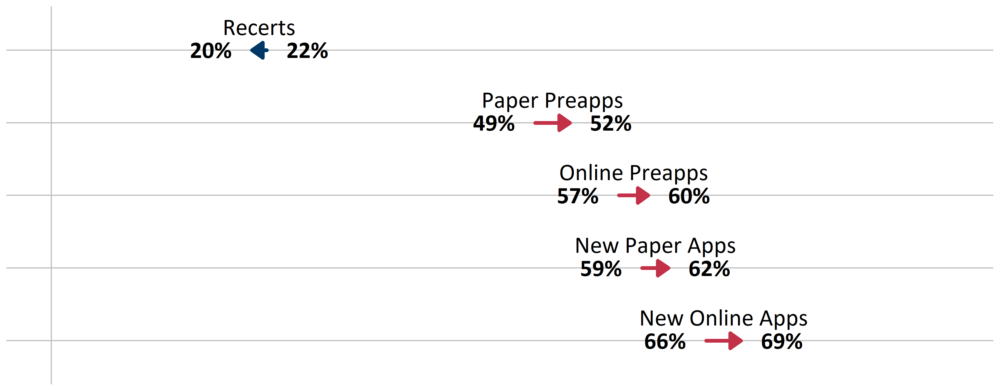 Recerts
20% 22%
Paper Preapps
49% 52%
Online Preapps
57% 60%
New Paper Apps
59% 62%
New Online Apps
66% 69%